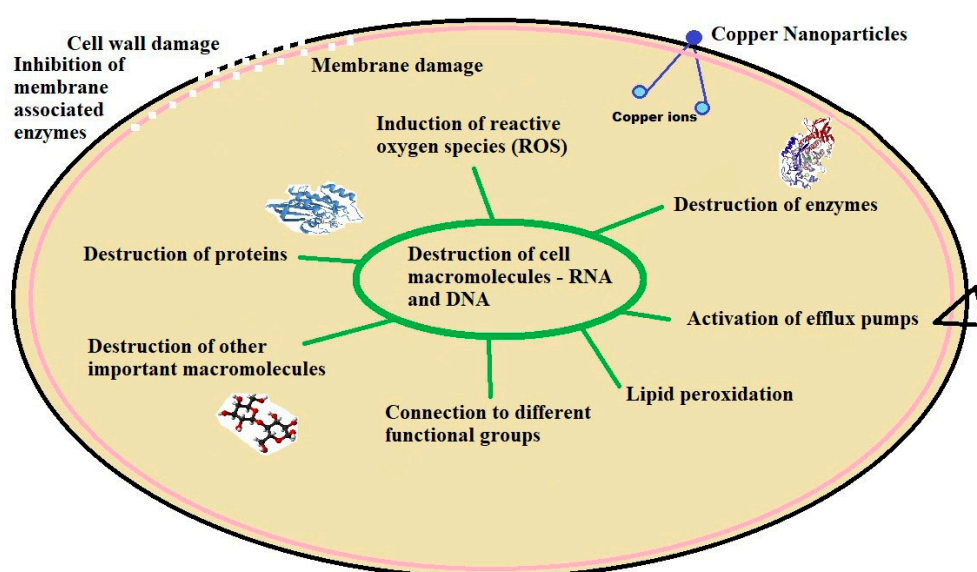 Cell wall damage
Inhibition of
membrane
associated
enzymes
Membrane damage
Copper Nanoparticles
Copper ions
Induction of reactive
oxygen species (ROS)
Destruction of enzymes
Destruction of proteins
Destruction of cell
macromolecules - RNA
and DNA
Activation of efflux pumps
Destruction of other
important macromolecules
Lipid peroxidation
Connection to different
functional groups